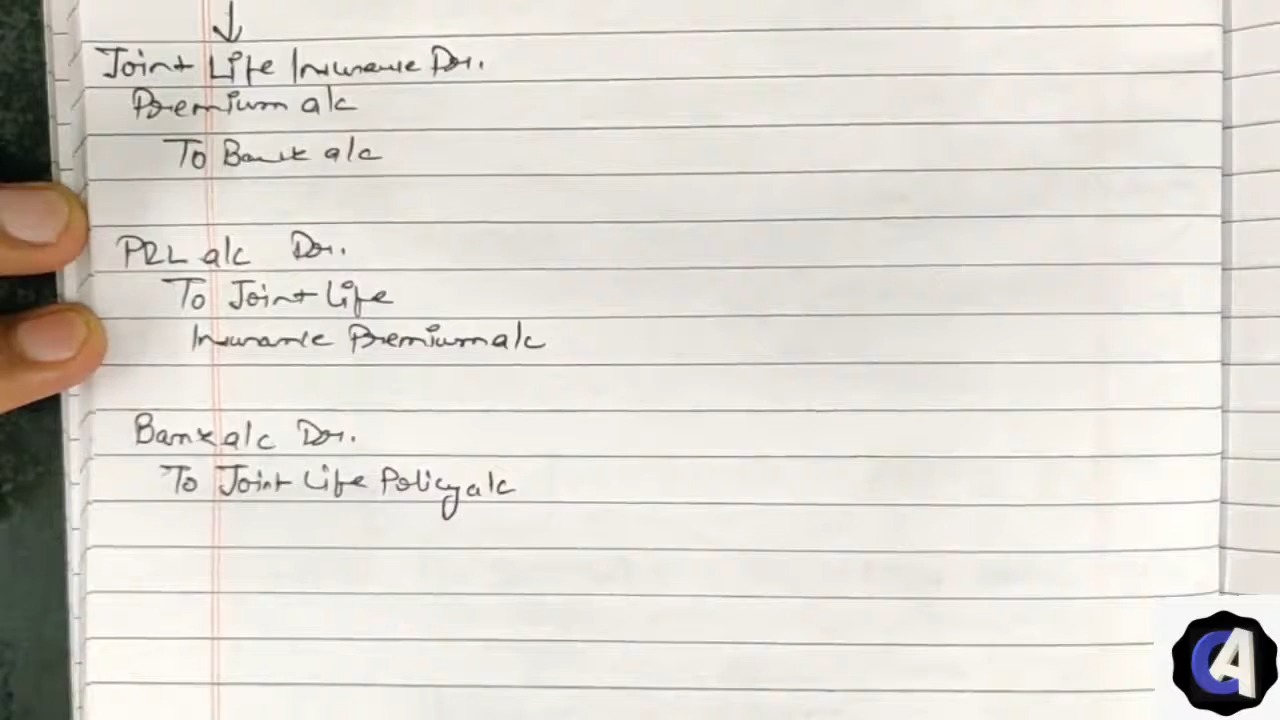 Joint Life Insurance Dr.
Premium a/c
To Bank a/c
P&L a/c Dr.
To Joint Life
Insurance Premium a/c
Bank a/c Dr.
To Joint Life Policy a/c
CA